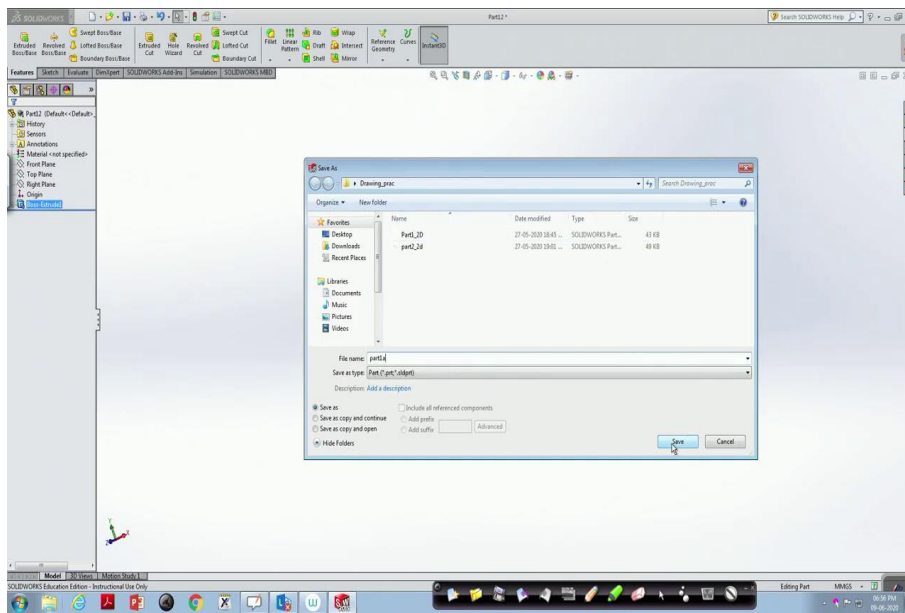 SOLIDWORKS
Part12 *
Search SOLIDWORKS Help
Extruded Boss/Base
Revolved Boss/Base
Swept Boss/Base
Lofted Boss/Base
Boundary Boss/Base
Extruded Cut
Hole Wizard
Revolved Cut
Swept Cut
Lofted Cut
Boundary Cut
Fillet
Linear Pattern
Rib
Draft
Shell
Wrap
Intersect
Mirror
Reference Geometry
Curves
Instant3D
Features Sketch Evaluate DimXpert SOLIDWORKS Add-Ins Simulation SOLIDWORKS MBD
Part12 (Default<<Default>_
History
Sensors
Annotations
Material <not specified>
Front Plane
Top Plane
Right Plane
Origin
Boss-Extrude1
Save As
Drawing_prac
Search Drawing_prac
Organize New folder
Favorites
Desktop
Downloads
Recent Places
Libraries
Documents
Music
Pictures
Videos
Name Date modified Type Size
Part1_2D 27-05-2020 18:45 ... SOLIDWORKS Part... 43 KB
part2_2d 27-05-2020 19:01 ... SOLIDWORKS Part... 49 KB
File name: part1a
Save as type: Part (*.prt;*.sldprt)
Description: Add a description
Save as
Save as copy and continue
Save as copy and open
Include all referenced components
Add prefix
Add suffix
Advanced
Hide Folders
Save Cancel
Y
X
Z
Model 3D Views Motion Study 1
SOLIDWORKS Education Edition - Instructional Use Only
Editing Part MMGS
06:36 PM
09-06-2020